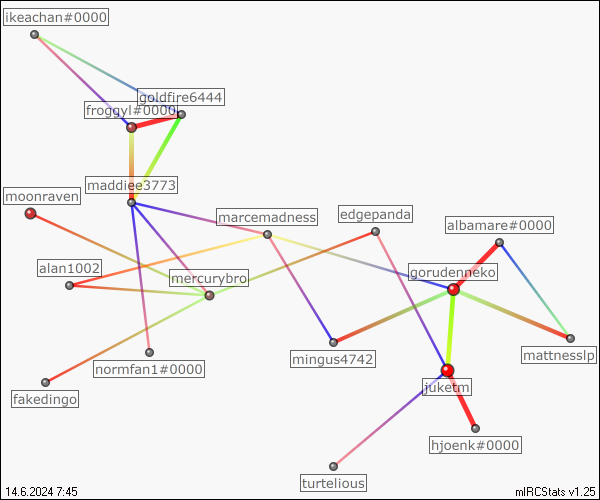 ikeachan#0000
goldfire6444
froggyl#0000
maddiee3773
moonraven
marcemadness
edgepanda
albamare#0000
alan1002
mercurybro
gorudenneko
mingus4742
mattnesslp
normfan1#0000
juketm
fakedingo
hjoenk#0000
turtelious
14.6.2024 7:45
mIRCStats v1.25